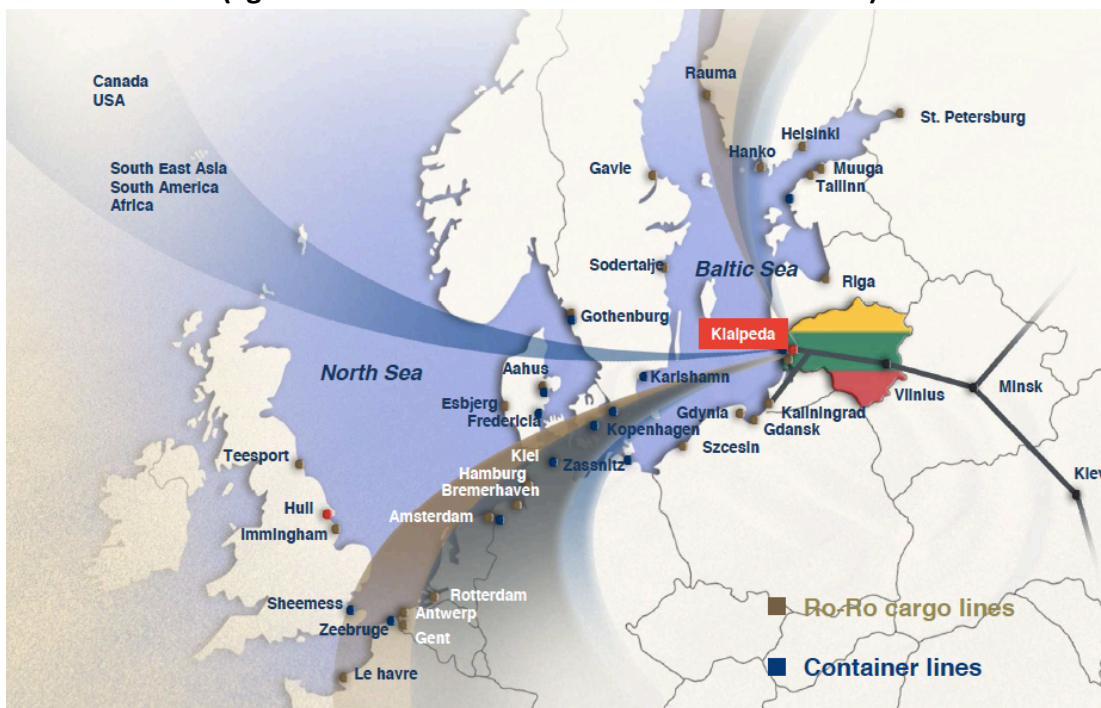 Canada
USA
South East Asia
South America
Africa
Rauma
St. Petersburg
Helsinki
Hanko
Muuga
Tallinn
Gavle
Sodertalje
Baltic Sea
Riga
Gothenburg
Klaipeda
North Sea
Aahus
Karlshamn
Minsk
Vilnius
Esbjerg
Fredericia
Kopenhagen
Gdynia
Kaliningrad
Gdansk
Szcesin
Teesport
Kiel
Zassnitz
Hamburg
Bremerhaven
Kiev
Hull
Amsterdam
Immingham
Sheemess
Rotterdam
Antwerp
Zeebruge
Gent
Le havre
Ro-Ro cargo lines
Container lines